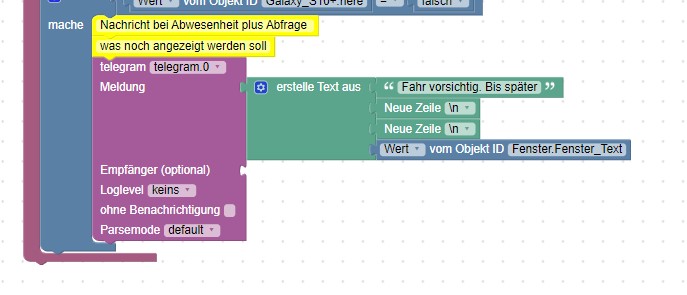 Wert vom Objekt ID Galaxy_S10+.here = falsch
mache Nachricht bei Abwesenheit plus Abfrage
was noch angezeigt werden soll
telegram telegram.0
Meldung erstelle Text aus “ Fahr vorsichtig. Bis später ”
Neue Zeile \n
Neue Zeile \n
Wert vom Objekt ID Fenster.Fenster_Text
Empfänger (optional)
Loglevel keins
ohne Benachrichtigung
Parsemode default